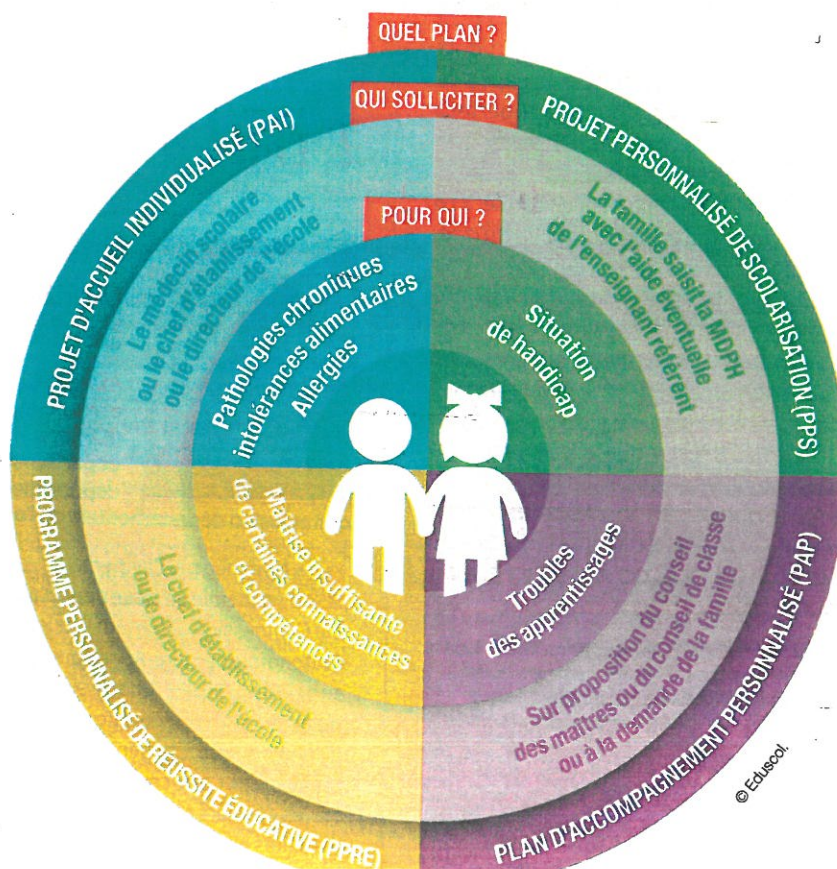 QUEL PLAN ?
QUI SOLLICITER ?
POUR QUI ?
PROJET D'ACCUEIL INDIVIDUALISÉ (PAI)
Le médecin scolaire
ou le chef d'établissement
ou le directeur de l'école
Pathologies chroniques
intolérances alimentaires
Allergies
PROJET PERSONNALISÉ DE SCOLARISATION (PPS)
La famille saisit la MDPH
avec l'aide éventuelle
de l'enseignant référent
Situation
de handicap
PROGRAMME PERSONNALISÉ DE RÉUSSITE ÉDUCATIVE (PPRE)
Le chef d'établissement
ou le directeur de l'école
Maîtrise insuffisante
de certaines connaissances
et compétences
PLAN D'ACCOMPAGNEMENT PERSONNALISÉ (PAP)
Sur proposition du conseil
des maîtres ou du conseil de classe
ou à la demande de la famille
Troubles
des apprentissages
© Eduscol.